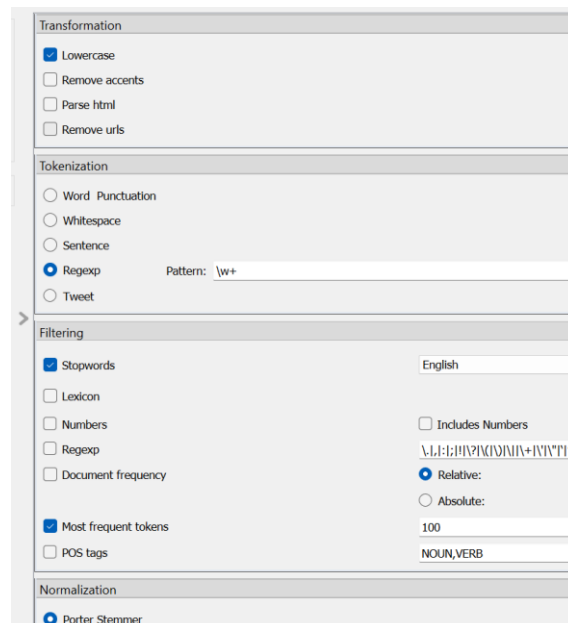 Transformation
Lowercase
Remove accents
Parse html
Remove urls
Tokenization
Word Punctuation
Whitespace
Sentence
Regexp Pattern: \w+
Tweet
Filtering
Stopwords English
Lexicon
Numbers Includes Numbers
Regexp \.|,|:|;|!|\?|\(|\)|\||\+|\'|\"|'|
Document frequency Relative:
Absolute:
Most frequent tokens 100
POS tags NOUN,VERB
Normalization
Porter Stemmer